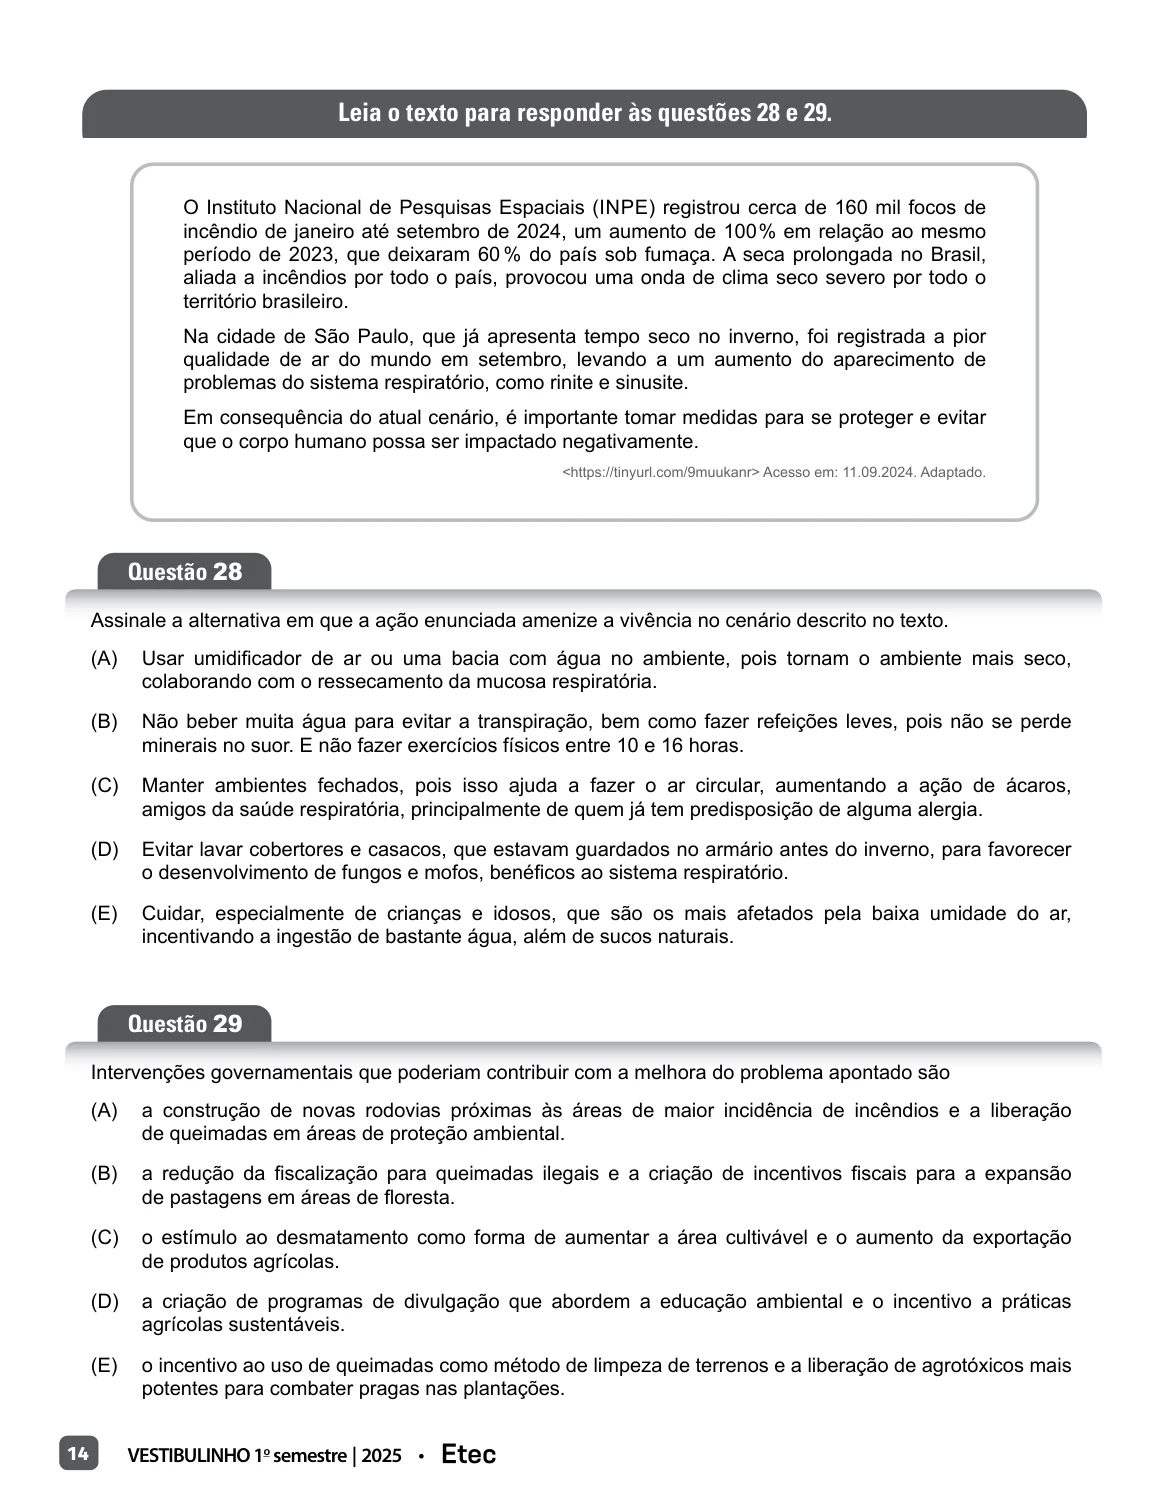 Leia o texto para responder às questões 28 e 29.
O Instituto Nacional de Pesquisas Espaciais (INPE) registrou cerca de 160 mil focos de
incêndio de janeiro até setembro de 2024, um aumento de 100% em relação ao mesmo
período de 2023, que deixaram 60% do país sob fumaça. A seca prolongada no Brasil,
aliada a incêndios por todo o país, provocou uma onda de clima seco severo por todo o
território brasileiro.
Na cidade de São Paulo, que já apresenta tempo seco no inverno, foi registrada a pior
qualidade de ar do mundo em setembro, levando a um aumento do aparecimento de
problemas do sistema respiratório, como rinite e sinusite.
Em consequência do atual cenário, é importante tomar medidas para se proteger e evitar
que o corpo humano possa ser impactado negativamente.
<https://tinyurl.com/9muukanr> Acesso em: 11.09.2024. Adaptado.
Questão 28
Assinale a alternativa em que a ação enunciada amenize a vivência no cenário descrito no texto.
(A) Usar umidificador de ar ou uma bacia com água no ambiente, pois tornam o ambiente mais seco,
colaborando com o ressecamento da mucosa respiratória.
(B) Não beber muita água para evitar a transpiração, bem como fazer refeições leves, pois não se perde
minerais no suor. E não fazer exercícios físicos entre 10 e 16 horas.
(C) Manter ambientes fechados, pois isso ajuda a fazer o ar circular, aumentando a ação de ácaros,
amigos da saúde respiratória, principalmente de quem já tem predisposição de alguma alergia.
(D) Evitar lavar cobertores e casacos, que estavam guardados no armário antes do inverno, para favorecer
o desenvolvimento de fungos e mofos, benéficos ao sistema respiratório.
(E) Cuidar, especialmente de crianças e idosos, que são os mais afetados pela baixa umidade do ar,
incentivando a ingestão de bastante água, além de sucos naturais.
Questão 29
Intervenções governamentais que poderiam contribuir com a melhora do problema apontado são
(A) a construção de novas rodovias próximas às áreas de maior incidência de incêndios e a liberação
de queimadas em áreas de proteção ambiental.
(B) a redução da fiscalização para queimadas ilegais e a criação de incentivos fiscais para a expansão
de pastagens em áreas de floresta.
(C) o estímulo ao desmatamento como forma de aumentar a área cultivável e o aumento da exportação
de produtos agrícolas.
(D) a criação de programas de divulgação que abordem a educação ambiental e o incentivo a práticas
agrícolas sustentáveis.
(E) o incentivo ao uso de queimadas como método de limpeza de terrenos e a liberação de agrotóxicos mais
potentes para combater pragas nas plantações.
14 VESTIBULINHO 1º semestre | 2025 • Etec